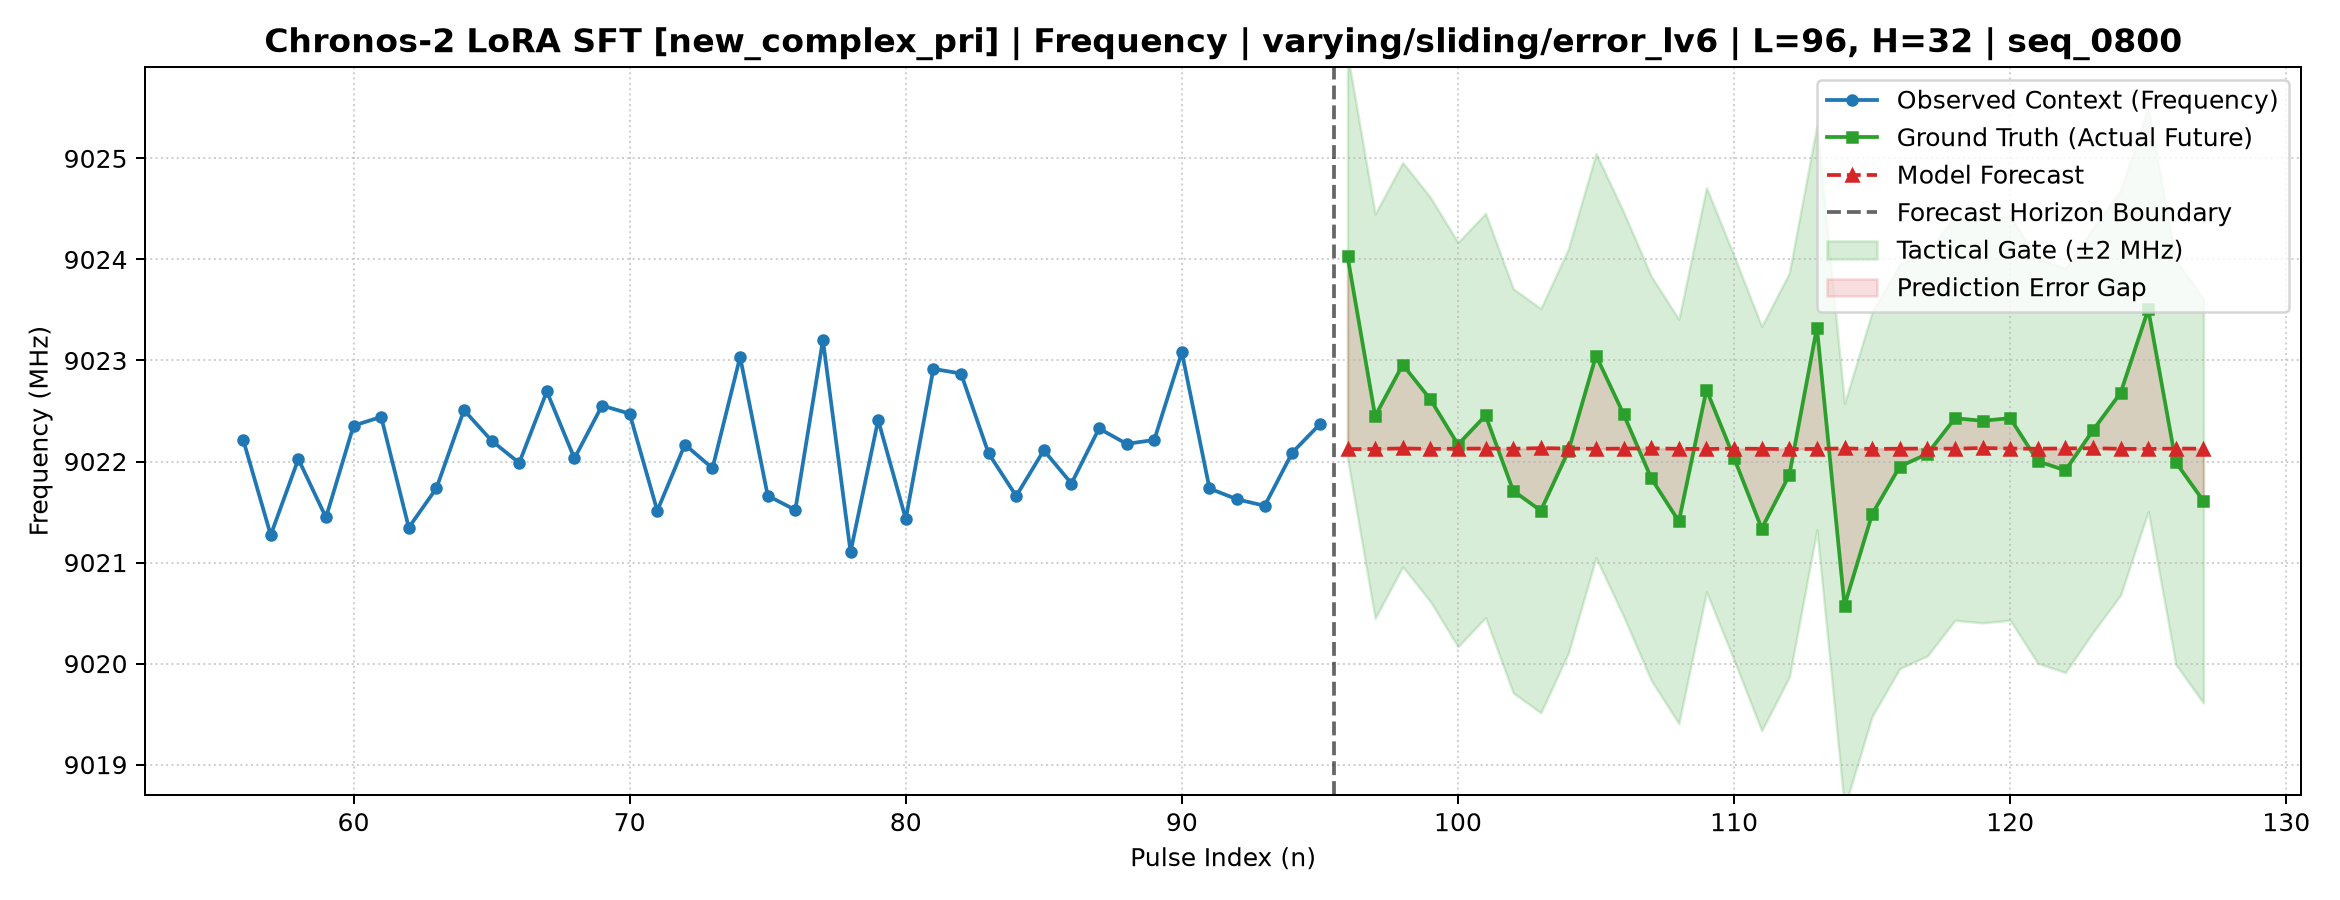 Chronos-2 LoRA SFT [new_complex_pri] | Frequency | varying/sliding/error_lv6 | L=96, H=32 | seq_0800
Observed Context (Frequency)
Ground Truth (Actual Future)
Model Forecast
Forecast Horizon Boundary
Tactical Gate (±2 MHz)
Prediction Error Gap
Frequency (MHz)
9025
9024
9023
9022
9021
9020
9019
60 70 80 90 100 110 120 130
Pulse Index (n)